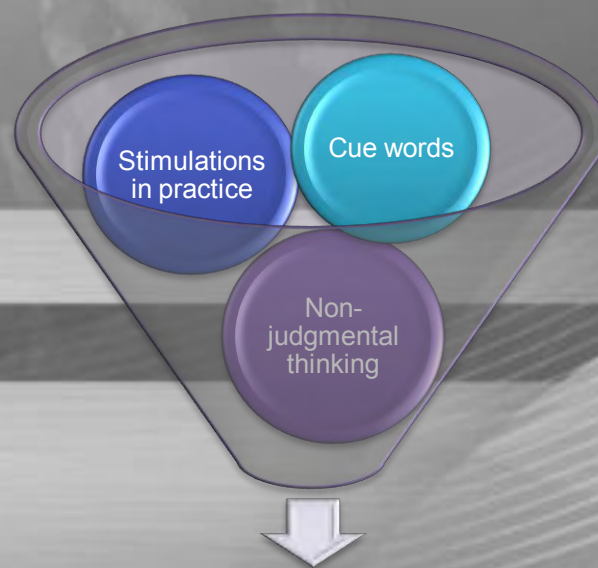 Stimulations
in practice
Cue words
Non-
judgmental
thinking